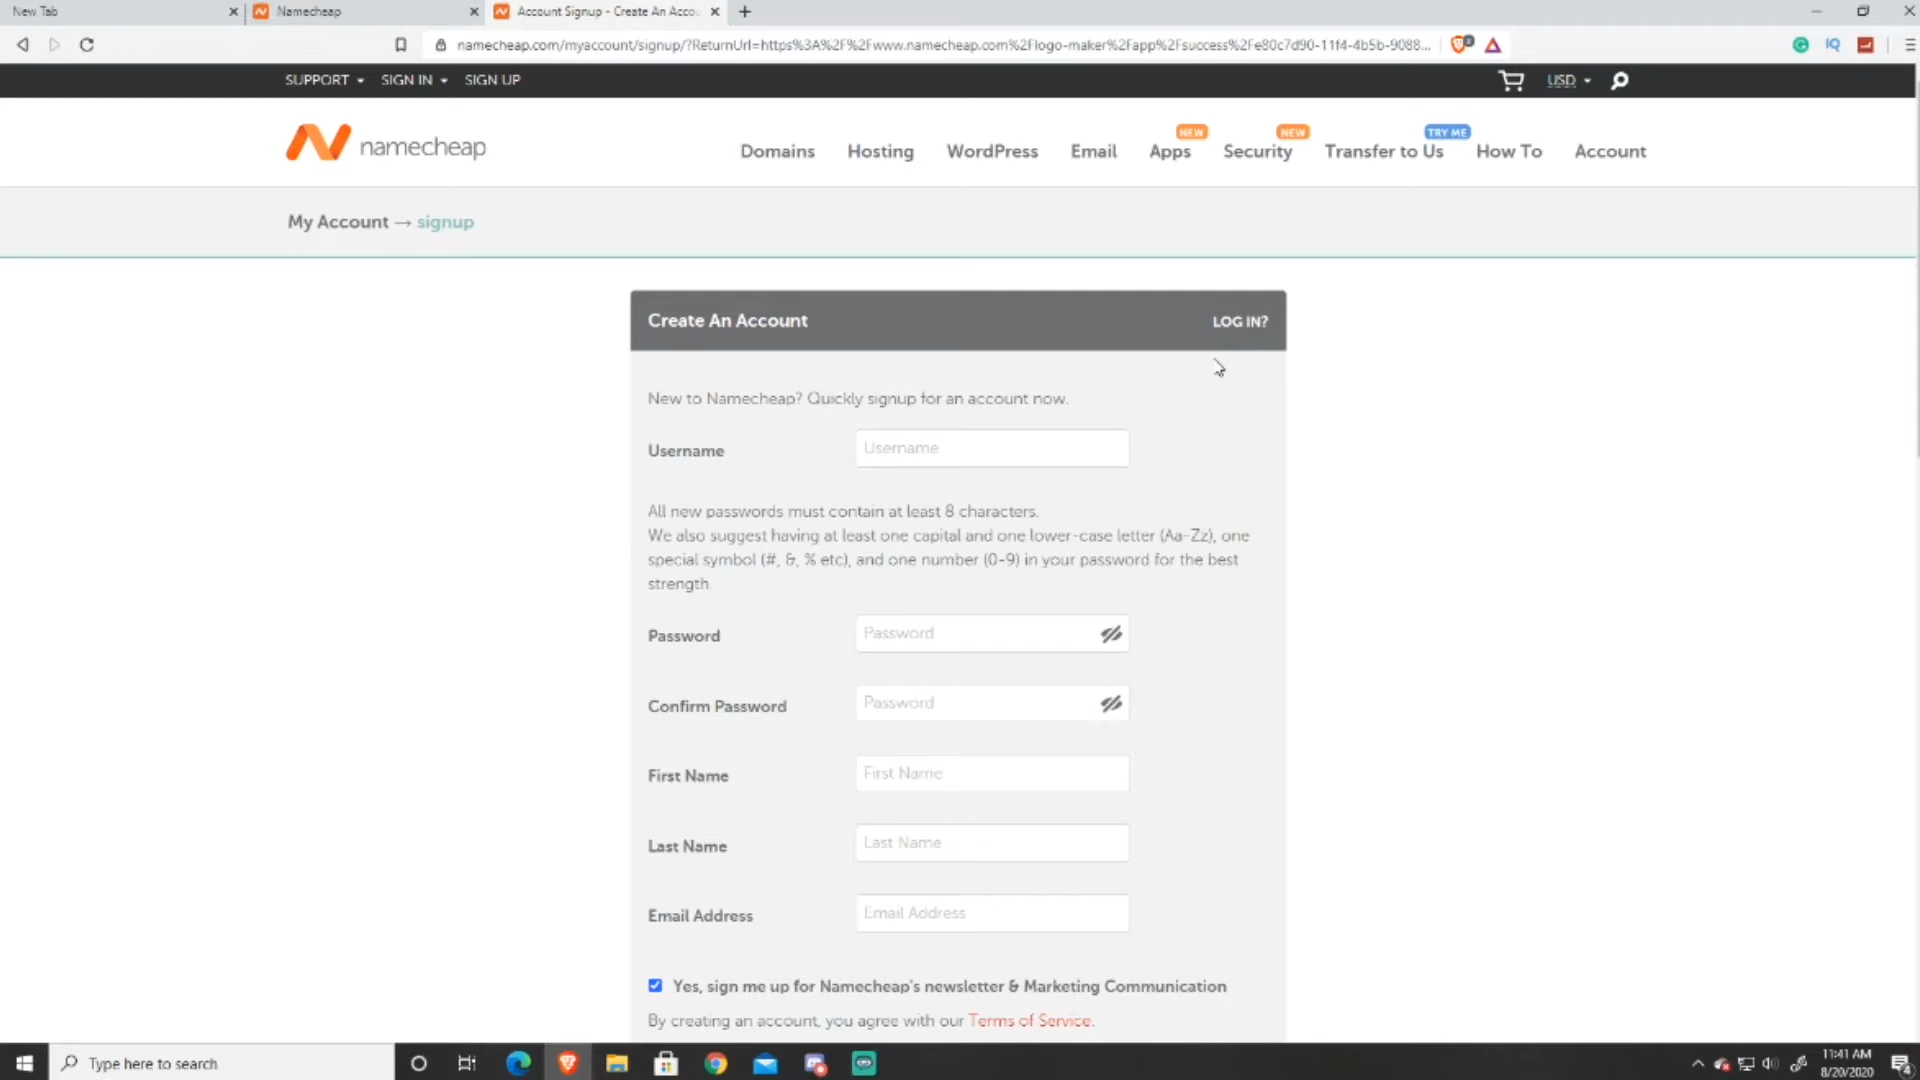 New Tab
Namecheap
Account Signup - Create An Accou
namecheap.com/myaccount/signup/?ReturnUrl=https%3A%2F%2Fwww.namecheap.com%2Flogo-maker%2Fapp%2Fsuccess%2Fe80c7d90-11f4-4b5b-9088...
SUPPORT SIGN IN SIGN UP USD
namecheap
NEW NEW TRY ME
Domains Hosting WordPress Email Apps Security Transfer to Us How To Account
My Account → signup
Create An Account LOG IN?
New to Namecheap? Quickly signup for an account now.
Username Username
All new passwords must contain at least 8 characters.
We also suggest having at least one capital and one lower-case letter (Aa-Zz), one
special symbol (#, &, % etc), and one number (0-9) in your password for the best
strength.
Password Password
Confirm Password Password
First Name First Name
Last Name Last Name
Email Address Email Address
Yes, sign me up for Namecheap's newsletter & Marketing Communication
By creating an account, you agree with our Terms of Service.
Type here to search
11:41 AM
8/20/2020